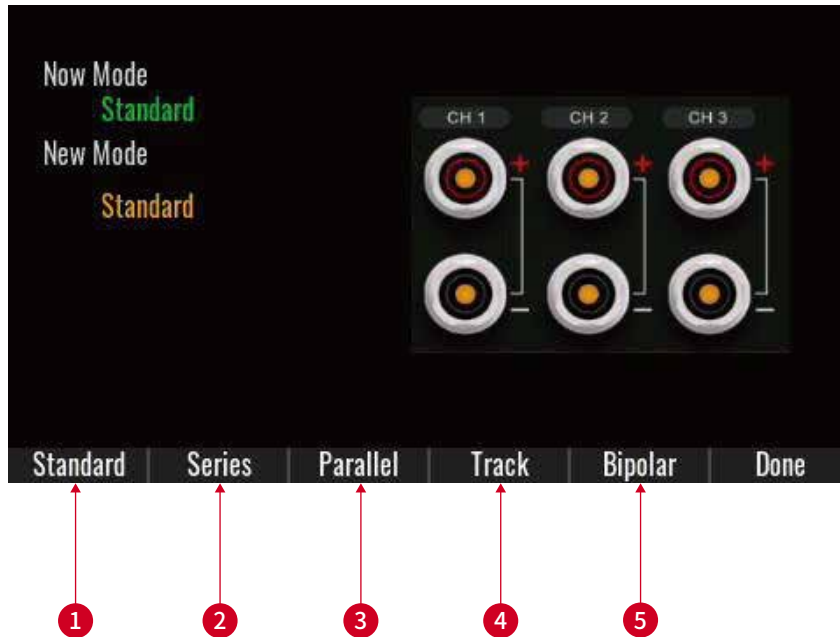 Now Mode
Standard
New Mode
Standard
CH 1 CH 2 CH 3
+ + +
- - -
Standard Series Parallel Track Bipolar Done
1 2 3 4 5